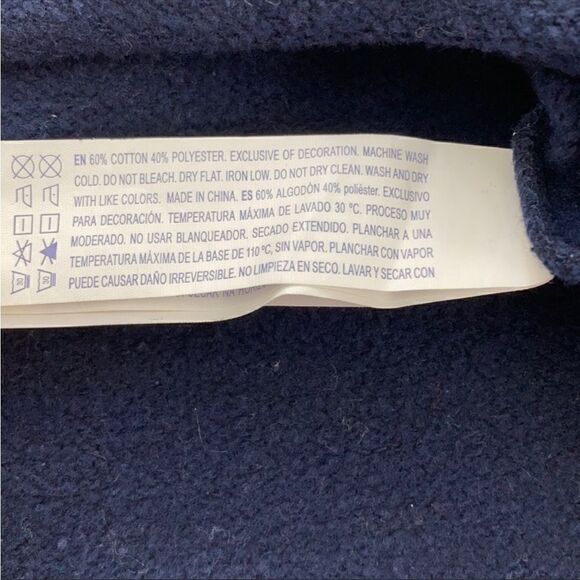 EN 60% COTTON 40% POLYESTER. EXCLUSIVE OF DECORATION. MACHINE WASH
COLD. DO NOT BLEACH. DRY FLAT. IRON LOW. DO NOT DRY CLEAN. WASH AND DRY
WITH LIKE COLORS. MADE IN CHINA. ES 60% ALGODÓN 40% poliéster. EXCLUSIVO
PARA DECORACIÓN. TEMPERATURA MÁXIMA DE LAVADO 30 ºC. PROCESO MUY
MODERADO. NO USAR BLANQUEADOR. SECADO EXTENDIDO. PLANCHAR A UNA
TEMPERATURA MÁXIMA DE LA BASE DE 110 ºC, SIN VAPOR. PLANCHAR CON VAPOR
PUEDE CAUSAR DAÑO IRREVERSIBLE. NO LIMPIEZA EN SECO. LAVAR Y SECAR CON